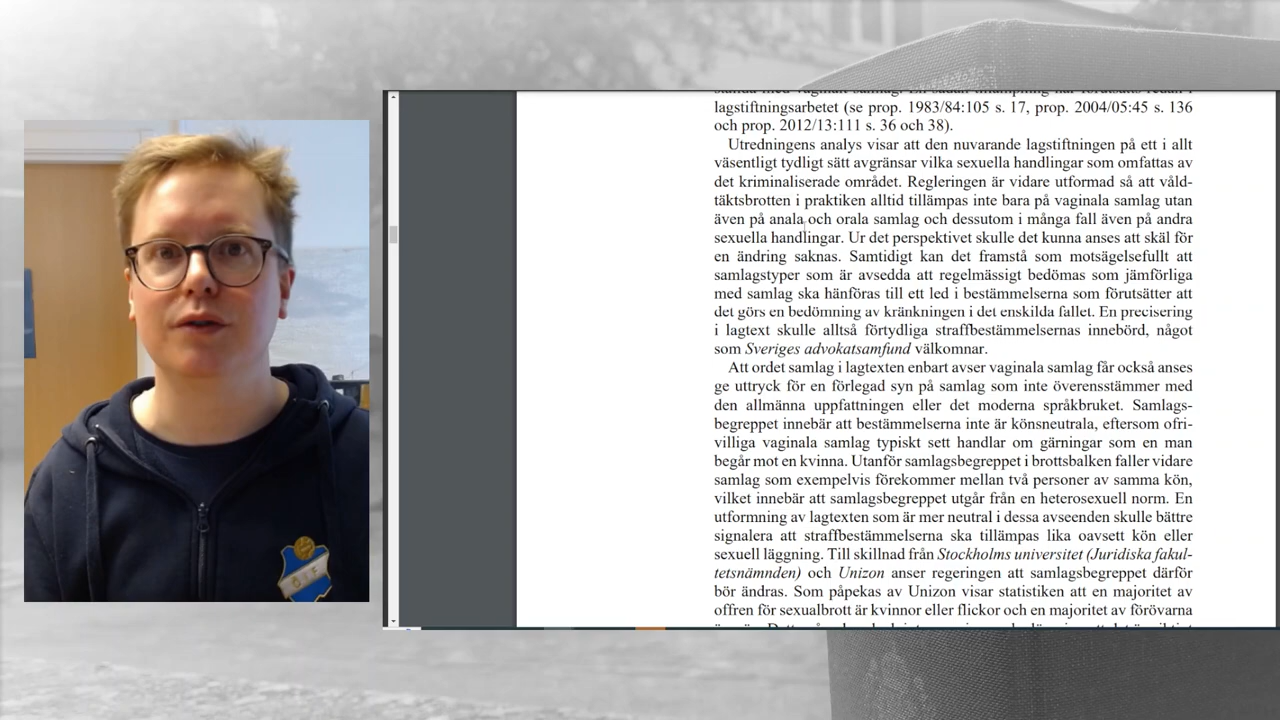 lagstiftningsarbetet (se prop. 1983/84:105 s. 17, prop. 2004/05:45 s. 136
och prop. 2012/13:111 s. 36 och 38).
Utredningens analys visar att den nuvarande lagstiftningen på ett i allt
väsentligt tydligt sätt avgränsar vilka sexuella handlingar som omfattas av
det kriminaliserade området. Regleringen är vidare utformad så att våld-
täktsbrotten i praktiken alltid tillämpas inte bara på vaginala samlag utan
även på anala och orala samlag och dessutom i många fall även på andra
sexuella handlingar. Ur det perspektivet skulle det kunna anses att skäl för
en ändring saknas. Samtidigt kan det framstå som motsägelsefullt att
samlagstyper som är avsedda att regelmässigt bedömas som jämförliga
med samlag ska hänföras till ett led i bestämmelserna som förutsätter att
det görs en bedömning av kränkningen i det enskilda fallet. En precisering
i lagtext skulle alltså förtydliga straffbestämmelsernas innebörd, något
som Sveriges advokatsamfund välkomnar.
Att ordet samlag i lagtexten enbart avser vaginala samlag får också anses
ge uttryck för en förlegad syn på samlag som inte överensstämmer med
den allmänna uppfattningen eller det moderna språkbruket. Samlags-
begreppet innebär att bestämmelserna inte är könsneutrala, eftersom ofri-
villiga vaginala samlag typiskt sett handlar om gärningar som en man
begår mot en kvinna. Utanför samlagsbegreppet i brottsbalken faller vidare
samlag som exempelvis förekommer mellan två personer av samma kön,
vilket innebär att samlagsbegreppet utgår från en heterosexuell norm. En
utformning av lagtexten som är mer neutral i dessa avseenden skulle bättre
signalera att straffbestämmelserna ska tillämpas lika oavsett kön eller
sexuell läggning. Till skillnad från Stockholms universitet (Juridiska fakul-
tetsnämnden) och Unizon anser regeringen att samlagsbegreppet därför
bör ändras. Som påpekas av Unizon visar statistiken att en majoritet av
offren för sexualbrott är kvinnor eller flickor och en majoritet av förövarna
Ö I F